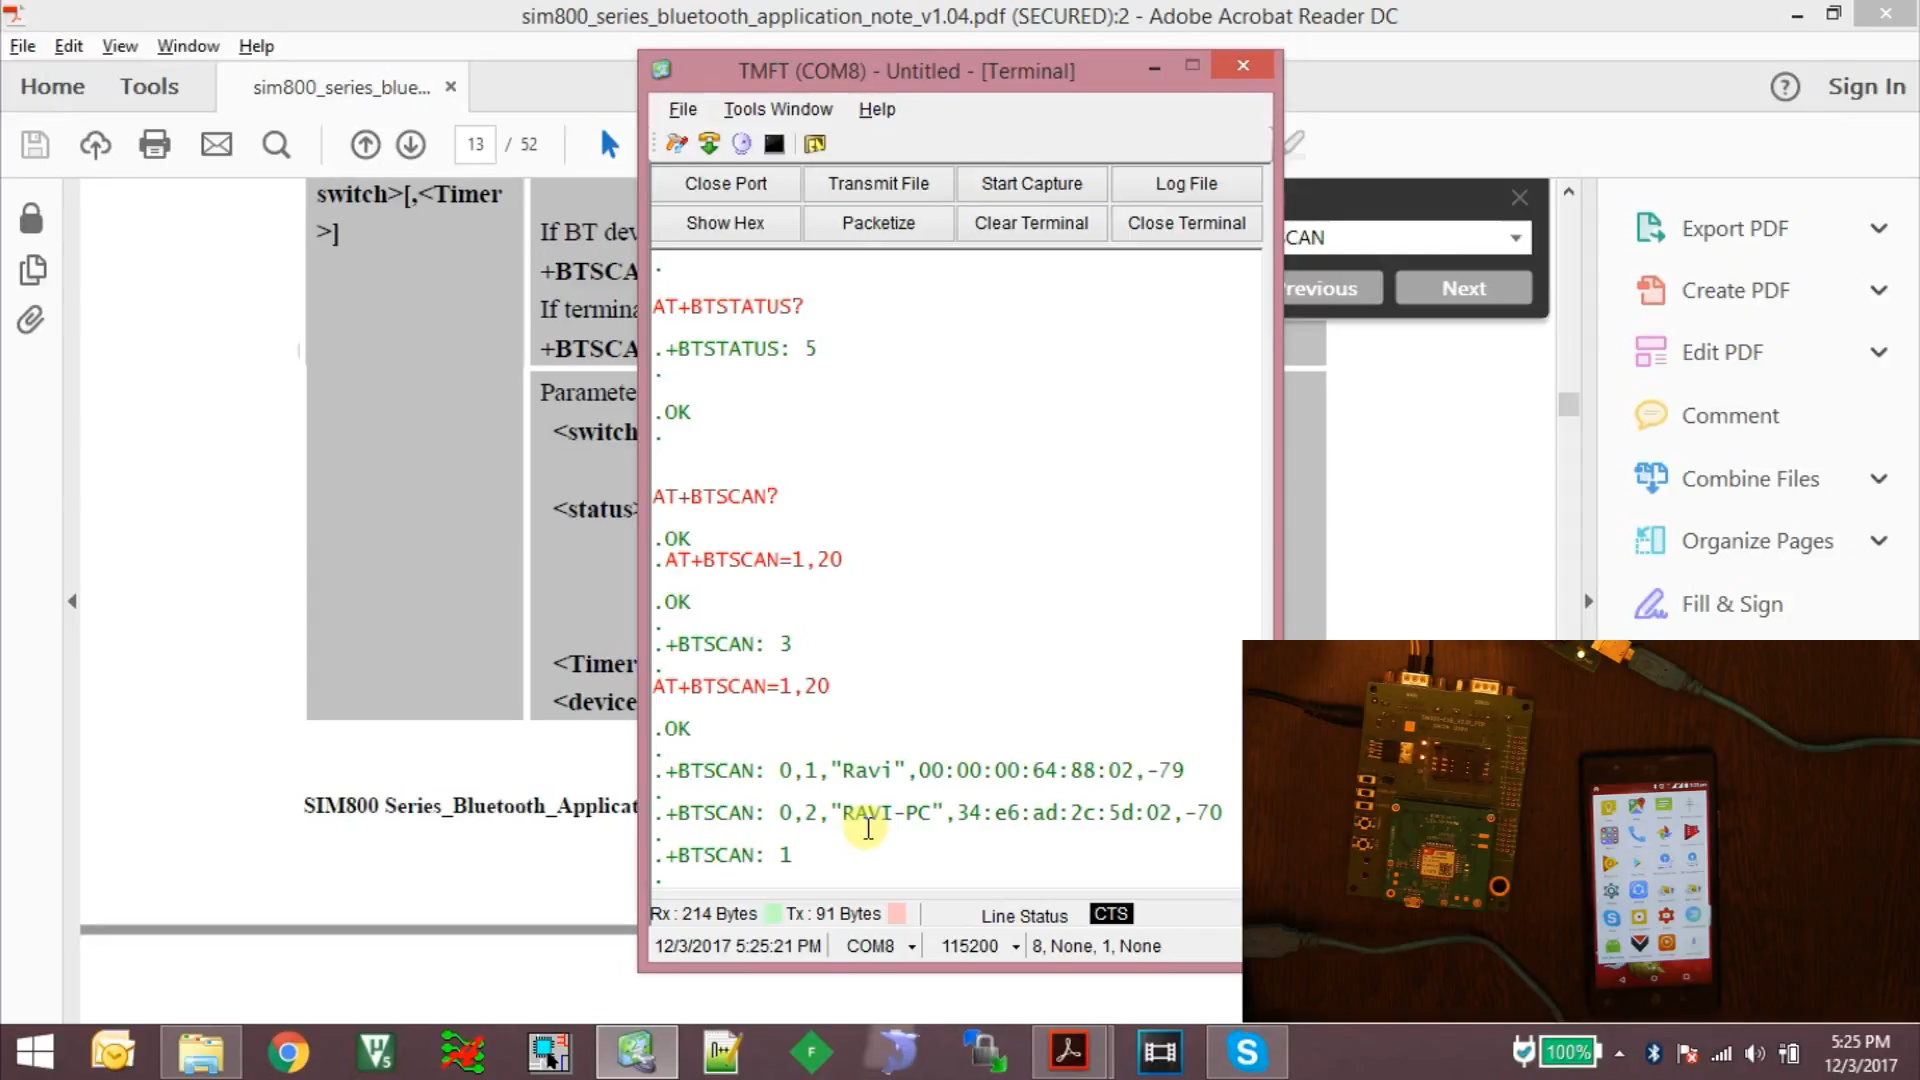 sim800_series_bluetooth_application_note_v1.04.pdf (SECURED):2 - Adobe Acrobat Reader DC
File Edit View Window Help
Home Tools sim800_series_blue... × Sign In
13 / 52
switch>[,<Timer
>]
If BT dev
+BTSCA
If termina
+BTSCA
Paramete
<switch
<status>
<Timer
<device
SIM800 Series_Bluetooth_Applicat
TMFT (COM8) - Untitled - [Terminal]
File Tools Window Help
Close Port Transmit File Start Capture Log File
Show Hex Packetize Clear Terminal Close Terminal
.
AT+BTSTATUS?
.+BTSTATUS: 5
.
.OK
.
AT+BTSCAN?
.OK
.AT+BTSCAN=1,20
.OK
.
.+BTSCAN: 3
.
AT+BTSCAN=1,20
.OK
.
.+BTSCAN: 0,1,"Ravi",00:00:00:64:88:02,-79
.
.+BTSCAN: 0,2,"RAVI-PC",34:e6:ad:2c:5d:02,-70
.
.+BTSCAN: 1
.
Rx : 214 Bytes Tx : 91 Bytes Line Status CTS
12/3/2017 5:25:21 PM COM8 115200 8, None, 1, None
CAN
revious Next
Export PDF
Create PDF
Edit PDF
Comment
Combine Files
Organize Pages
Fill & Sign
100%
5:25 PM
12/3/2017